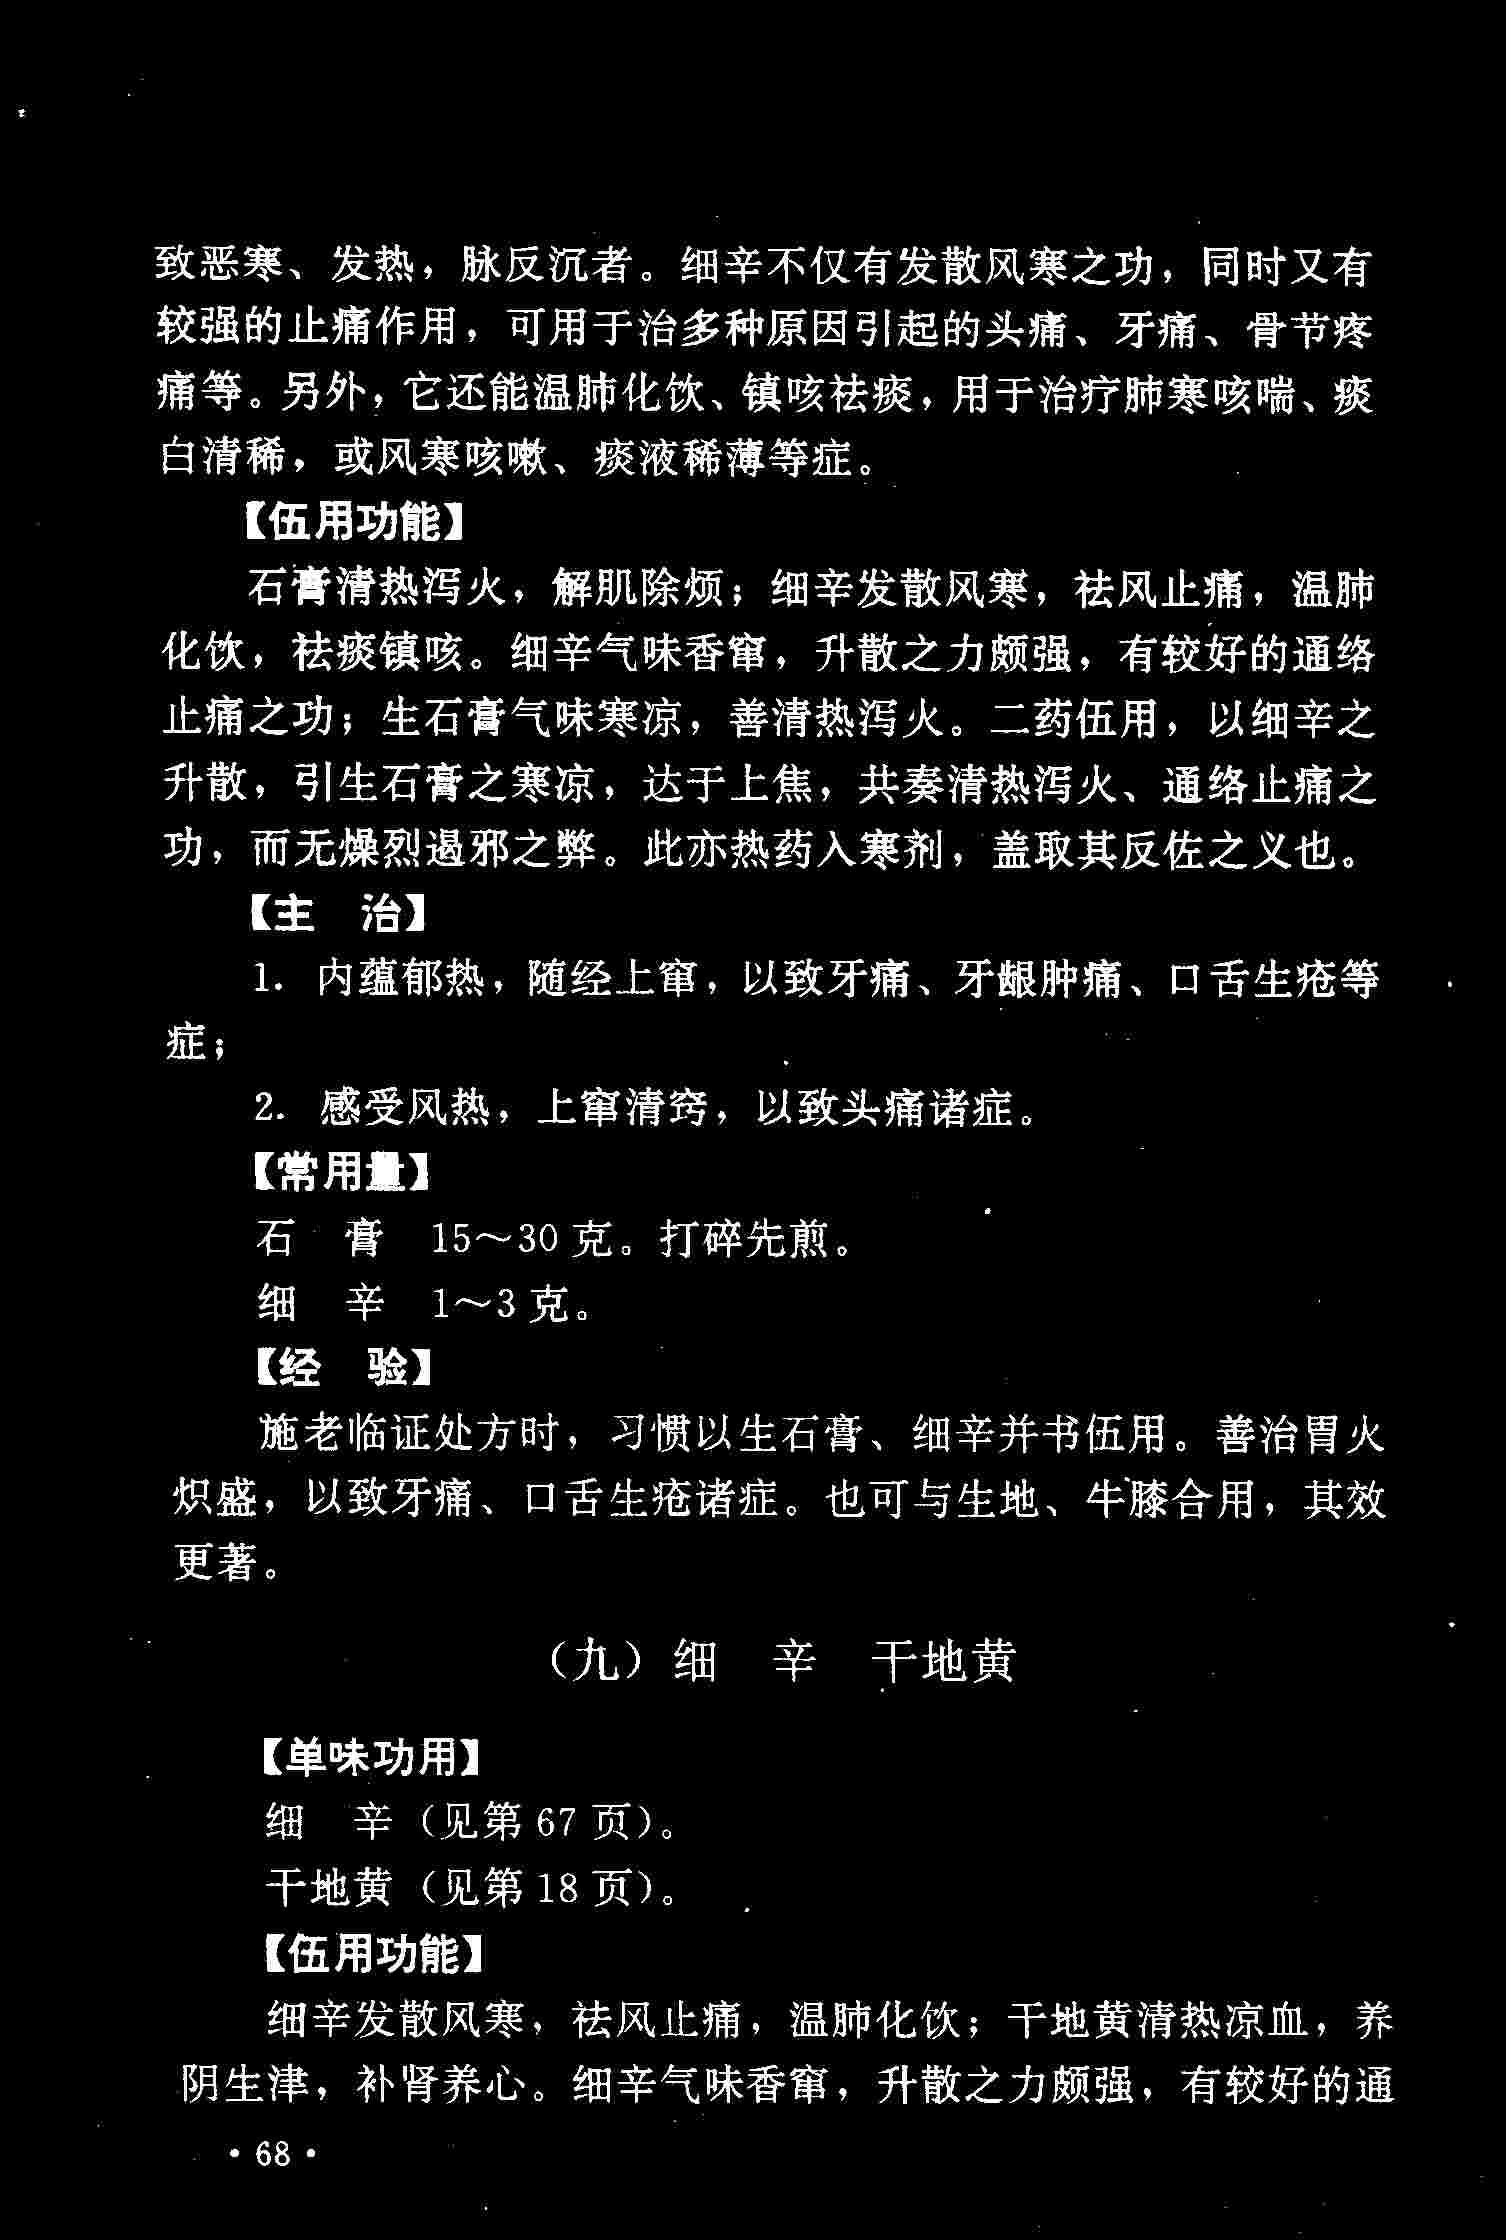 致恶寒、发热，脉反沉者。细辛不仅有发散风寒之功，同时又有
较强的止痛作用，可用于治多种原因引起的头痛、牙痛、骨节疼
痛等。另外，它还能温肺化饮、镇咳祛痰，用于治疗肺寒咳喘、痰
白清稀，或风寒咳嗽、痰液稀薄等症。
【伍用功能】
石膏清热泻火，解肌除烦；细辛发散风寒，祛风止痛，温肺
化饮，祛痰镇咳。细辛气味香窜，升散之力颇强，有较好的通络
止痛之功；生石膏气味寒凉，善清热泻火。二药伍用，以细辛之
升散，引生石膏之寒凉，达于上焦，共奏清热泻火、通络止痛之
功，而无燥烈遏邪之弊。此亦热药入寒剂，盖取其反佐之义也。
【主　治】
1. 内蕴郁热，随经上窜，以致牙痛、牙龈肿痛、口舌生疮等
症；
2. 感受风热，上窜清窍，以致头痛诸症。
【常用量】
石　膏　15～30 克。打碎先煎。
细　辛　1～3 克。
【经　验】
施老临证处方时，习惯以生石膏、细辛并书伍用。善治胃火
炽盛，以致牙痛、口舌生疮诸症。也可与生地、牛膝合用，其效
更著。
（九）细　辛　干地黄
【单味功用】
细　辛（见第 67 页）。
干地黄（见第 18 页）。
【伍用功能】
细辛发散风寒，祛风止痛，温肺化饮；干地黄清热凉血，养
阴生津，补肾养心。细辛气味香窜，升散之力颇强，有较好的通
· 68 ·